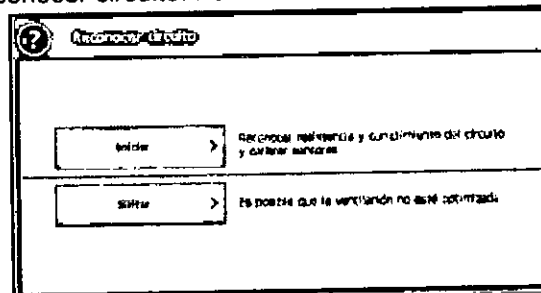 Reconocer circuito
?
Reconocer circuito
Iniciar >
Reconocer resistencia y cumplimiento del circuito
y calibrar sensores
Saltar >
Es posible que la ventilación no esté optimizada